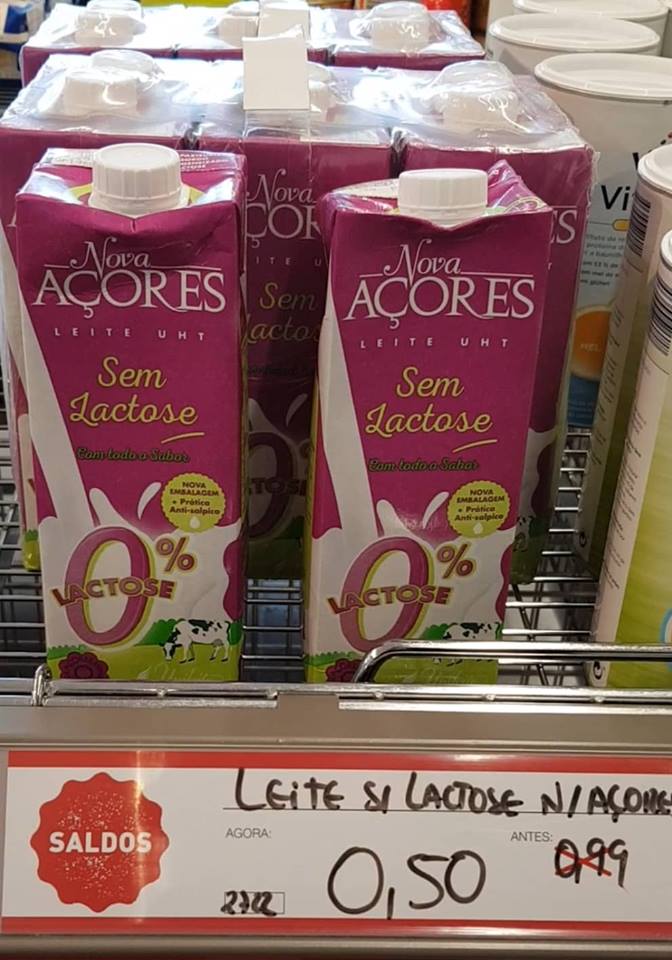 Nova
AÇORES
LEITE UHT
Sem
Lactose
Com todo o Sabor
NOVA
EMBALAGEM
+ Prática
Anti-salpico
0%
LACTOSE
Nova
AÇORES
LEITE UHT
Sem
Lactose
Com todo o Sabor
NOVA
EMBALAGEM
+ Prática
Anti-salpico
0%
LACTOSE
Nova
Sem
SALDOS
LEITE S/ LACTOSE N/AÇORES
AGORA:
0,50
ANTES:
0,99